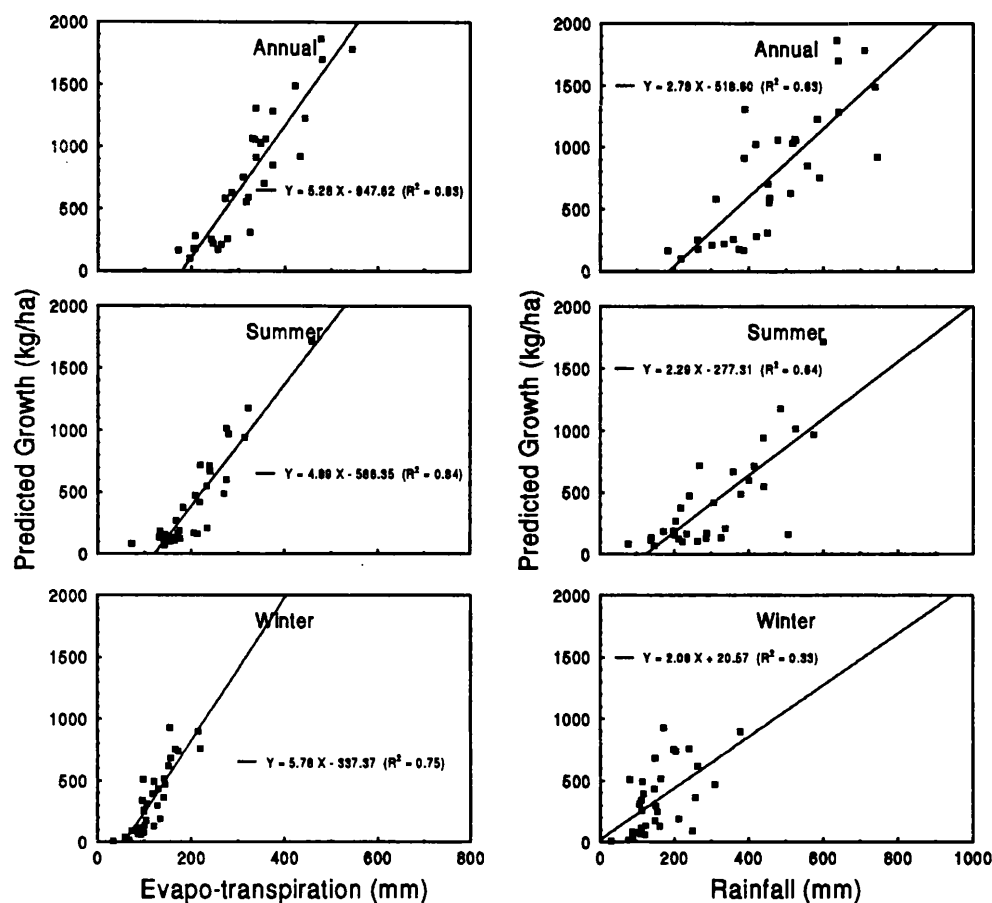 2000
1500
1000
500
0
Annual
Y = 5.28 X - 947.62 (R² = 0.83)
2000
1500
1000
500
0
Annual
Y = 2.79 X - 518.60 (R² = 0.63)
Predicted Growth (kg/ha)
2000
1500
1000
500
0
Summer
Y = 4.89 X - 586.35 (R² = 0.84)
Predicted Growth (kg/ha)
2000
1500
1000
500
0
Summer
Y = 2.29 X - 277.31 (R² = 0.64)
2000
1500
1000
500
0
Winter
Y = 5.78 X - 337.37 (R² = 0.75)
0 200 400 600 800
Evapo-transpiration (mm)
2000
1500
1000
500
0
Winter
Y = 2.09 X + 20.57 (R² = 0.33)
0 200 400 600 800 1000
Rainfall (mm)